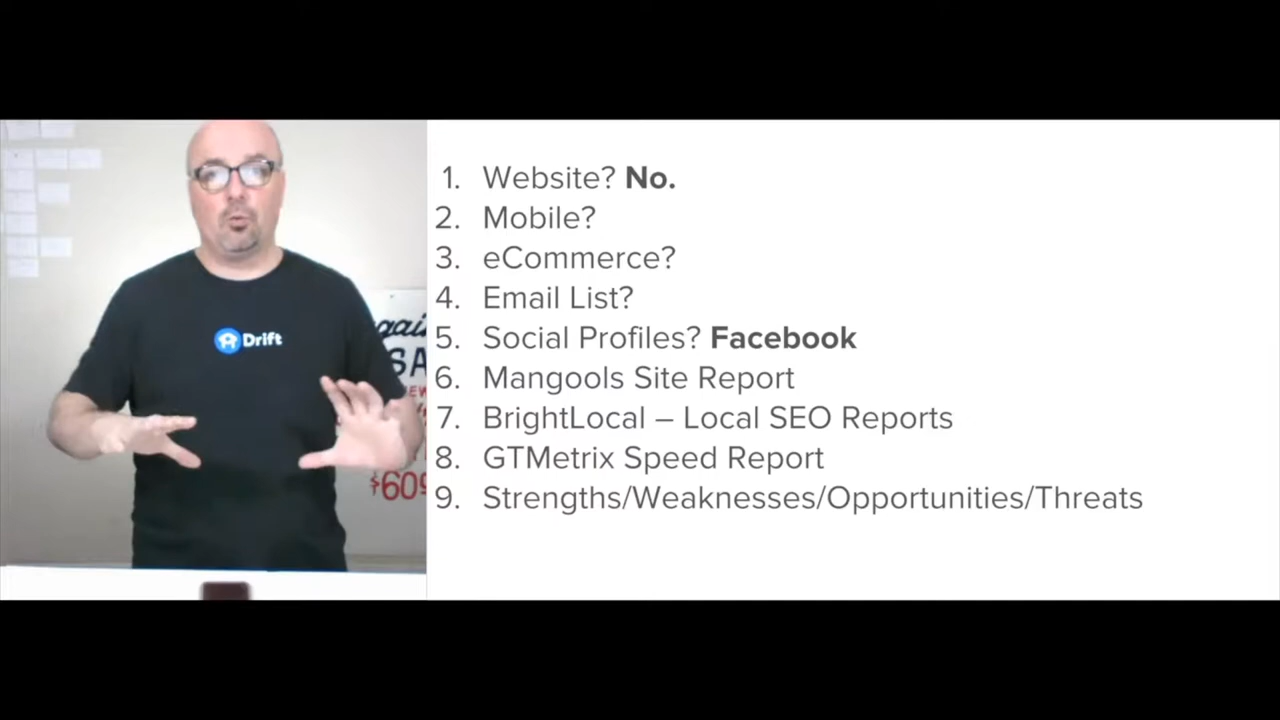 Drift
$609
1. Website? No.
2. Mobile?
3. eCommerce?
4. Email List?
5. Social Profiles? Facebook
6. Mangools Site Report
7. BrightLocal – Local SEO Reports
8. GTMetrix Speed Report
9. Strengths/Weaknesses/Opportunities/Threats